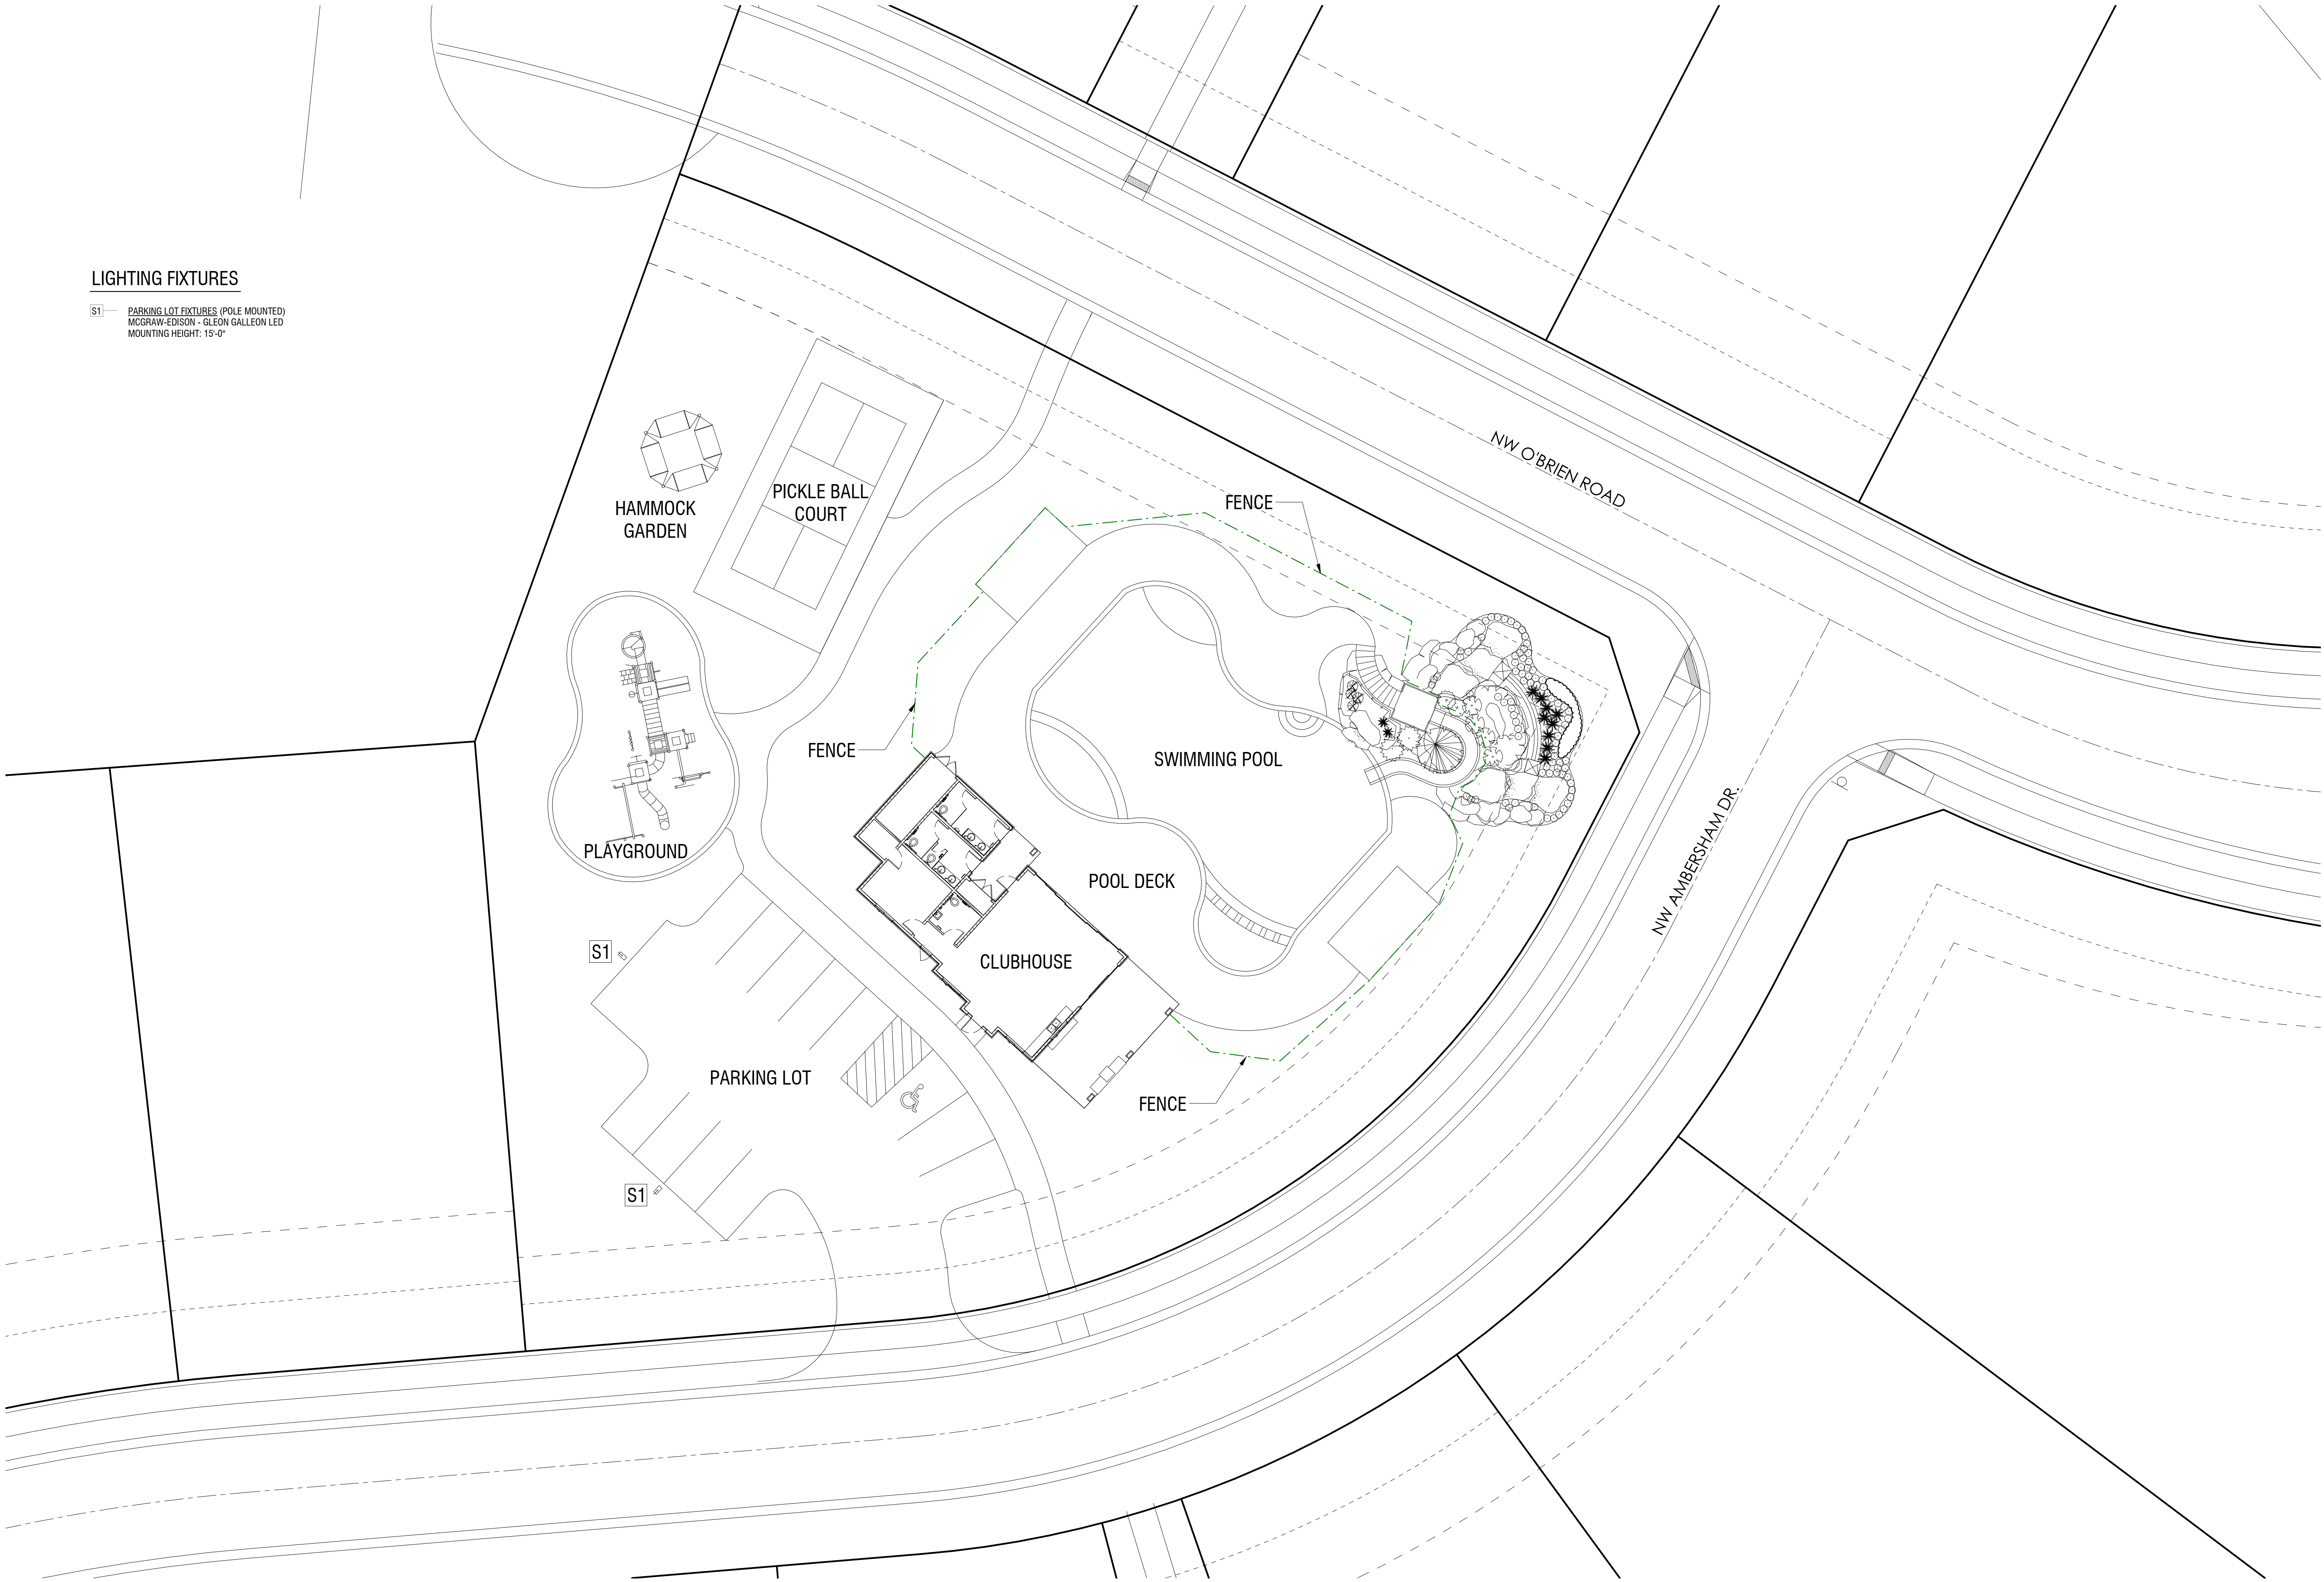 LIGHTING FIXTURES
S1
PARKING LOT FIXTURES (POLE MOUNTED)
MCGRAW-EDISON - GLEON GALLEON LED
MOUNTING HEIGHT: 15'-0"
NW O'BRIEN ROAD
HAMMOCK
GARDEN
PICKLE BALL
COURT
FENCE
FENCE
SWIMMING POOL
NW AMBERSHAM DR.
PLAYGROUND
POOL DECK
S1
CLUBHOUSE
PARKING LOT
FENCE
S1